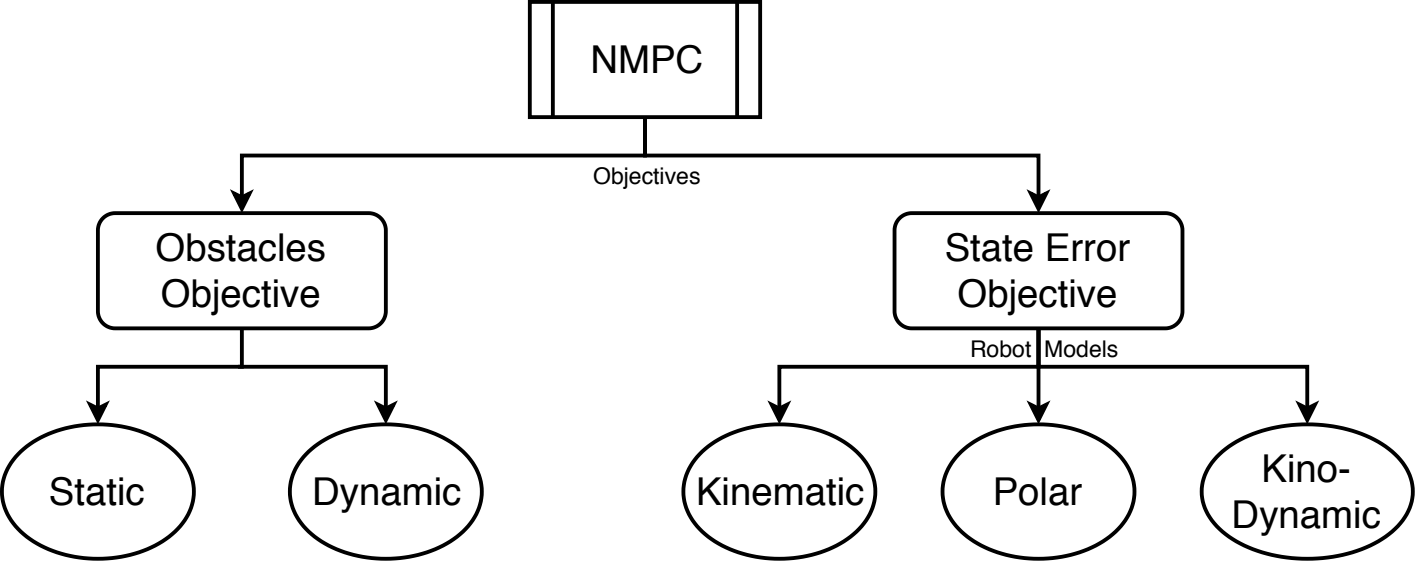 NMPC
Objectives
Obstacles
Objective
State Error
Objective
Robot Models
Static
Dynamic
Kinematic
Polar
Kino-
Dynamic